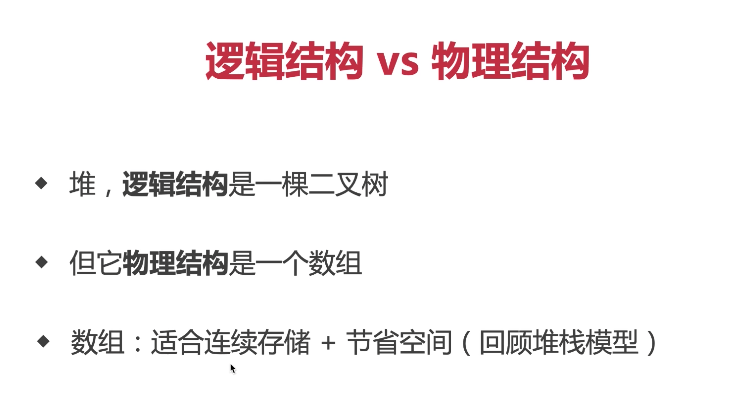 逻辑结构 vs 物理结构
◆ 堆，逻辑结构是一棵二叉树
◆ 但它物理结构是一个数组
◆ 数组：适合连续存储 + 节省空间（回顾堆栈模型）